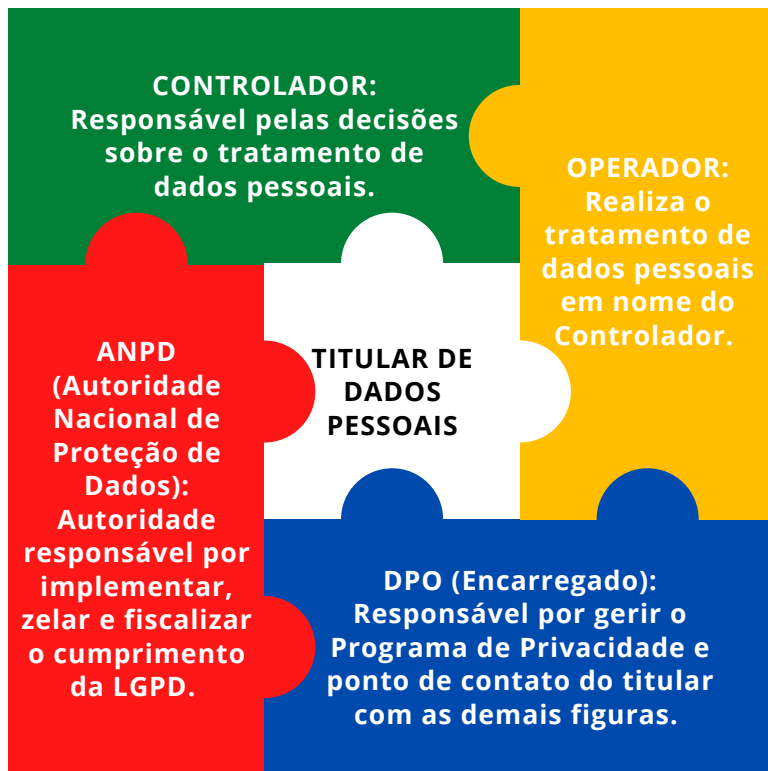 CONTROLADOR:
Responsável pelas decisões
sobre o tratamento de
dados pessoais.
OPERADOR:
Realiza o
tratamento de
dados pessoais
em nome do
Controlador.
ANPD
(Autoridade
Nacional de
Proteção de
Dados):
Autoridade
responsável por
implementar,
zelar e fiscalizar
o cumprimento
da LGPD.
TITULAR DE
DADOS
PESSOAIS
DPO (Encarregado):
Responsável por gerir o
Programa de Privacidade e
ponto de contato do titular
com as demais figuras.